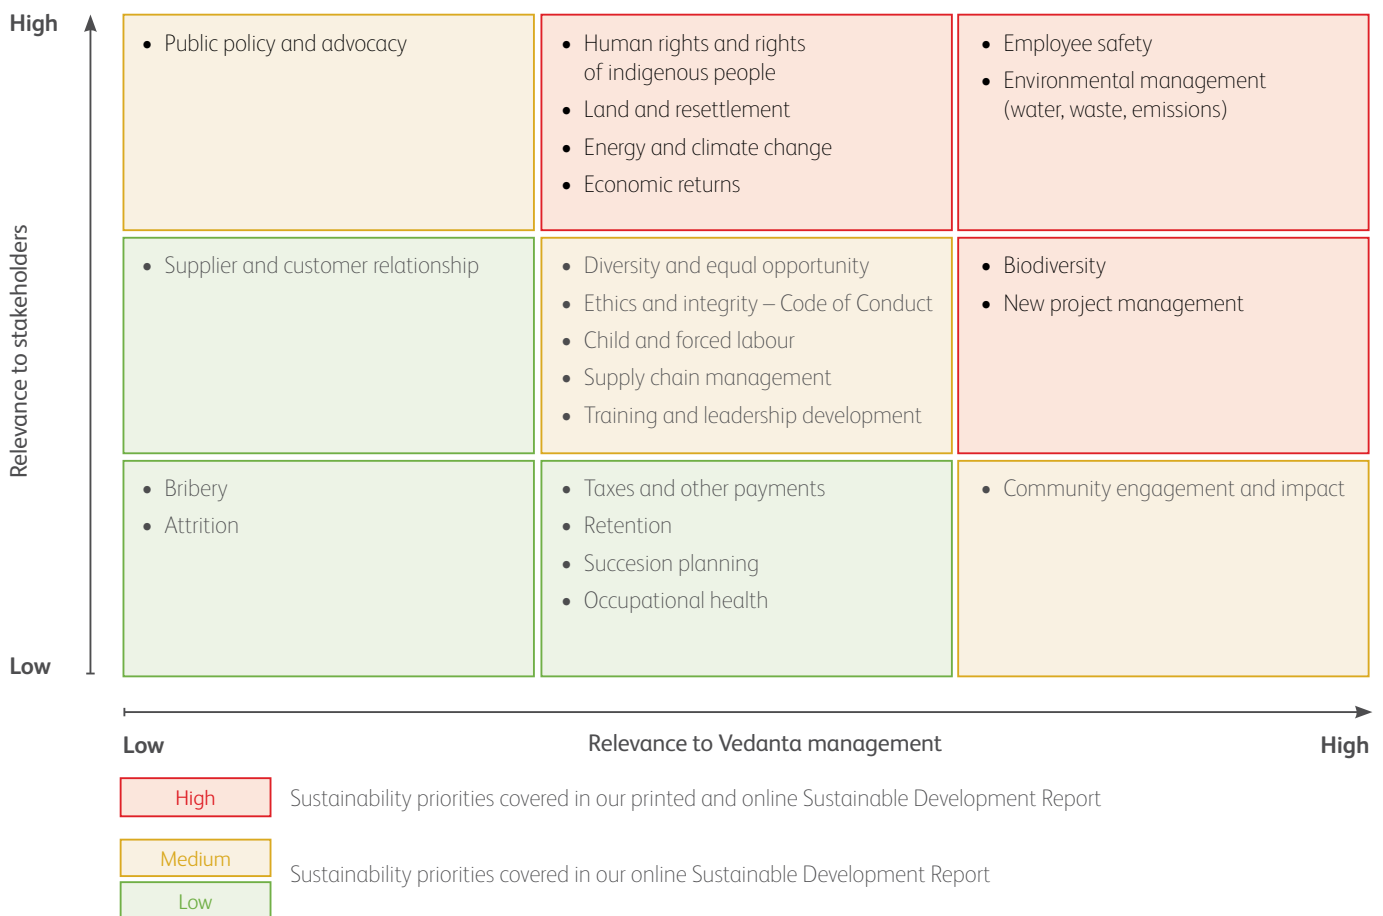 High
• Public policy and advocacy
• Human rights and rights
of indigenous people
• Land and resettlement
• Energy and climate change
• Economic returns
• Employee safety
• Environmental management
(water, waste, emissions)
Relevance to stakeholders
• Supplier and customer relationship
• Diversity and equal opportunity
• Ethics and integrity – Code of Conduct
• Child and forced labour
• Supply chain management
• Training and leadership development
• Biodiversity
• New project management
• Bribery
• Attrition
• Taxes and other payments
• Retention
• Succesion planning
• Occupational health
• Community engagement and impact
Low
Low
Relevance to Vedanta management
High
High
Sustainability priorities covered in our printed and online Sustainable Development Report
Medium
Sustainability priorities covered in our online Sustainable Development Report
Low